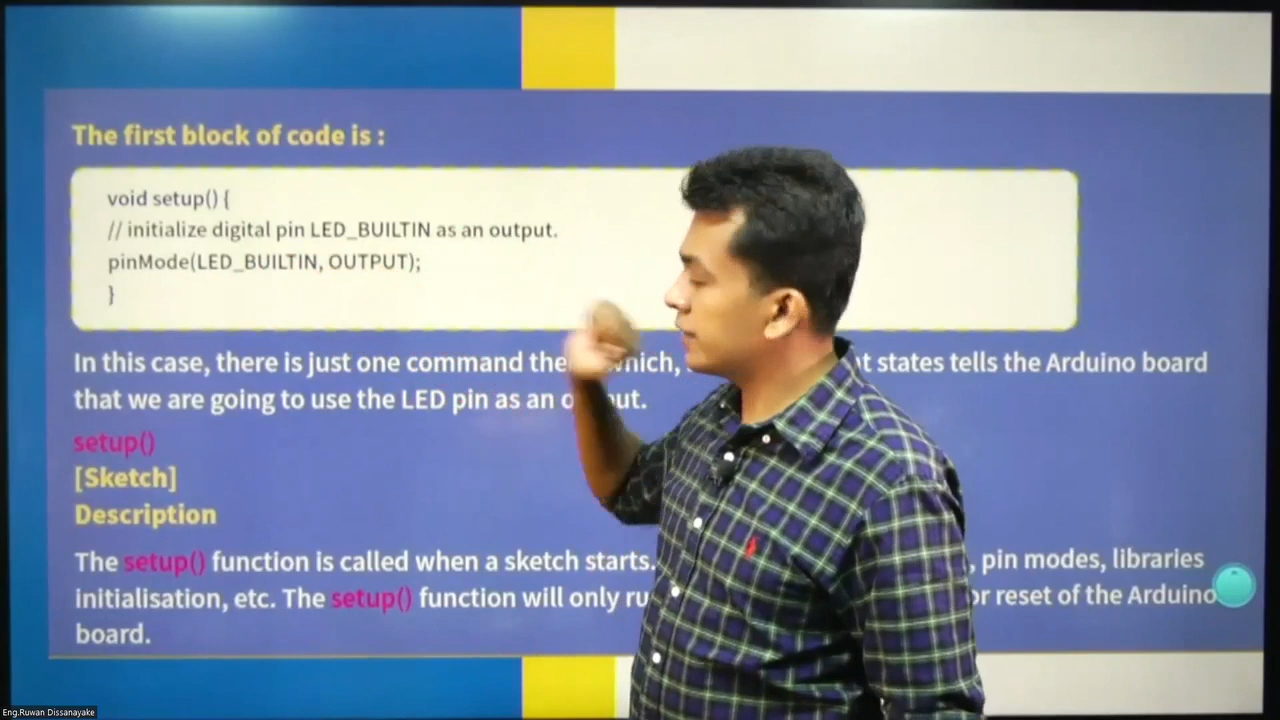 The first block of code is :
void setup() {
// initialize digital pin LED_BUILTIN as an output.
pinMode(LED_BUILTIN, OUTPUT);
}
In this case, there is just one command states tells the Arduino board
that we are going to use the LED pin as an
setup()
[Sketch]
Description
The setup() function is called when a sketch starts. , pin modes, libraries
initialisation, etc. The setup() function will only or reset of the Arduino
board.
Eng.Ruwan Dissanayake